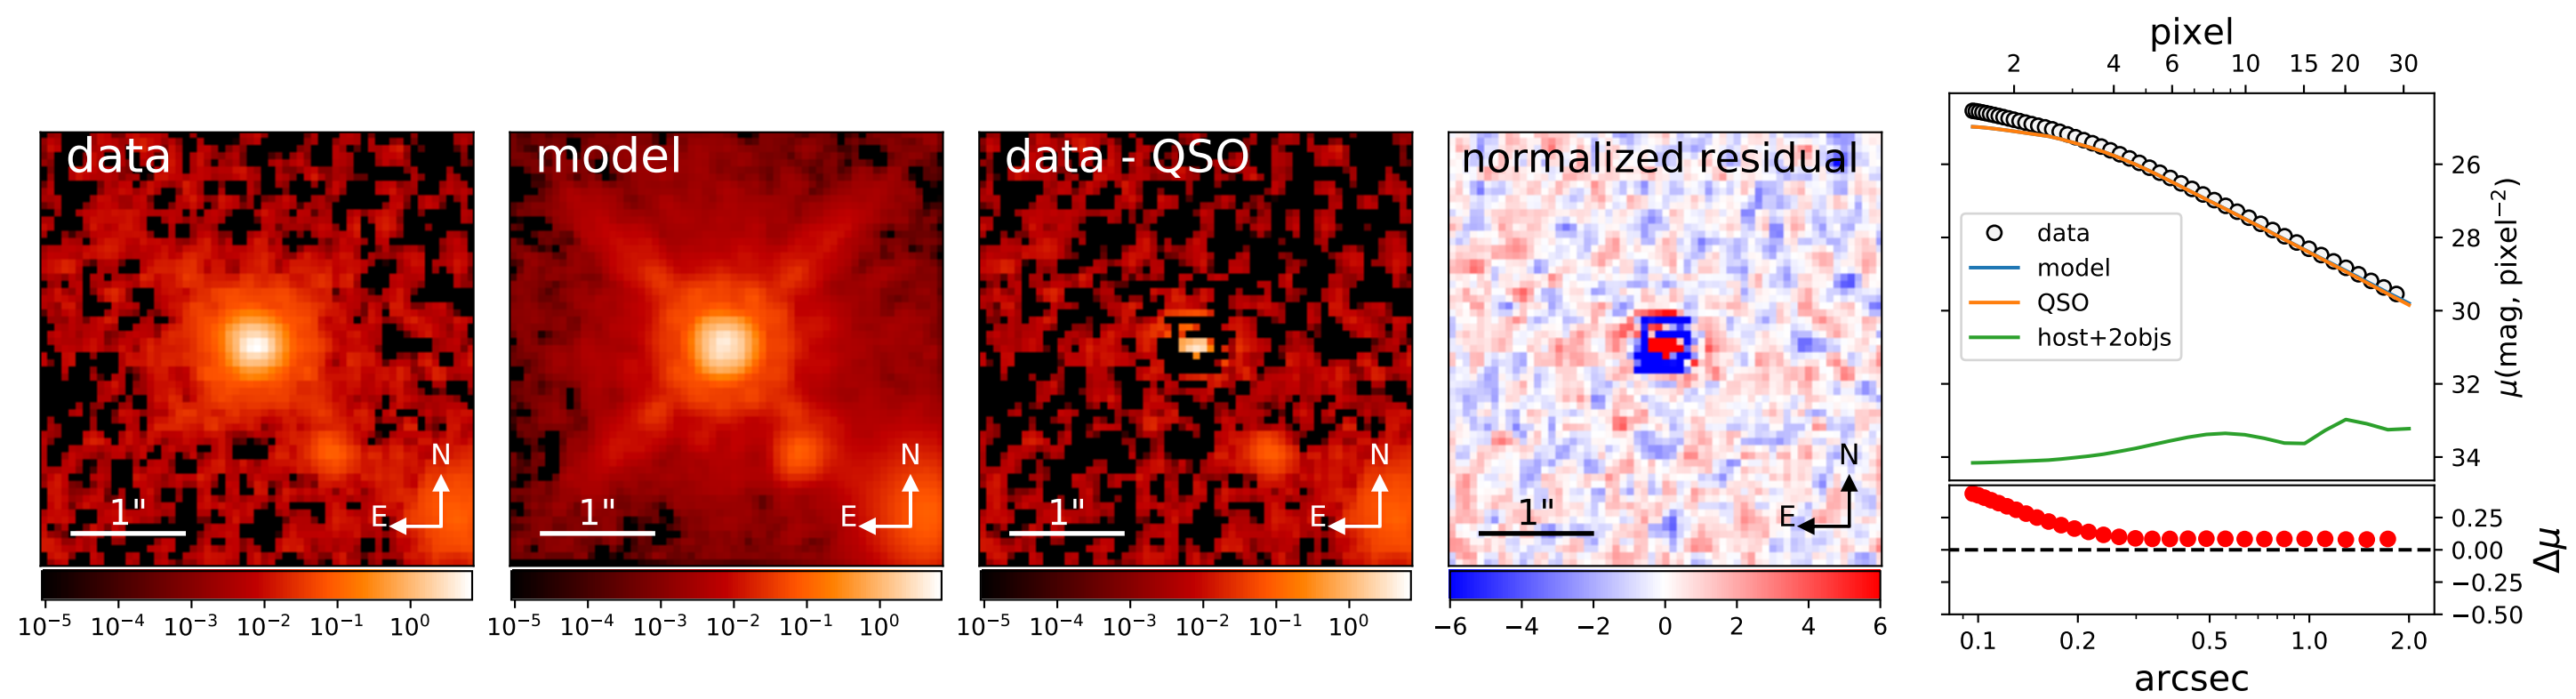 data
N
E
1"
10⁻⁵ 10⁻⁴ 10⁻³ 10⁻² 10⁻¹ 10⁰
model
N
E
1"
10⁻⁵ 10⁻⁴ 10⁻³ 10⁻² 10⁻¹ 10⁰
data - QSO
N
E
1"
10⁻⁵ 10⁻⁴ 10⁻³ 10⁻² 10⁻¹ 10⁰
normalized residual
N
E
1"
−6 −4 −2 0 2 4 6
pixel
2 4 6 10 15 20 30
data
model
QSO
host+2objs
26
28
30
32
34
μ(mag, pixel⁻²)
0.25
0.00
−0.25
−0.50
Δμ
0.1 0.2 0.5 1.0 2.0
arcsec